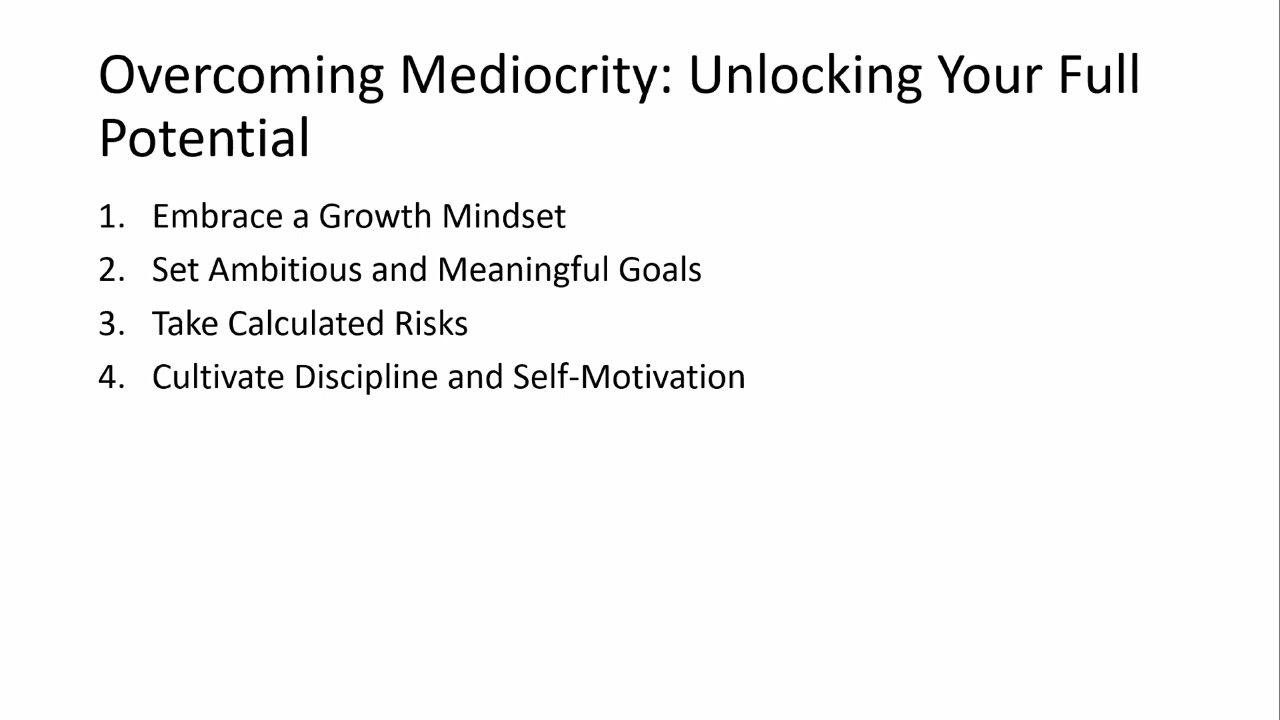 Overcoming Mediocrity: Unlocking Your Full
Potential
1. Embrace a Growth Mindset
2. Set Ambitious and Meaningful Goals
3. Take Calculated Risks
4. Cultivate Discipline and Self-Motivation